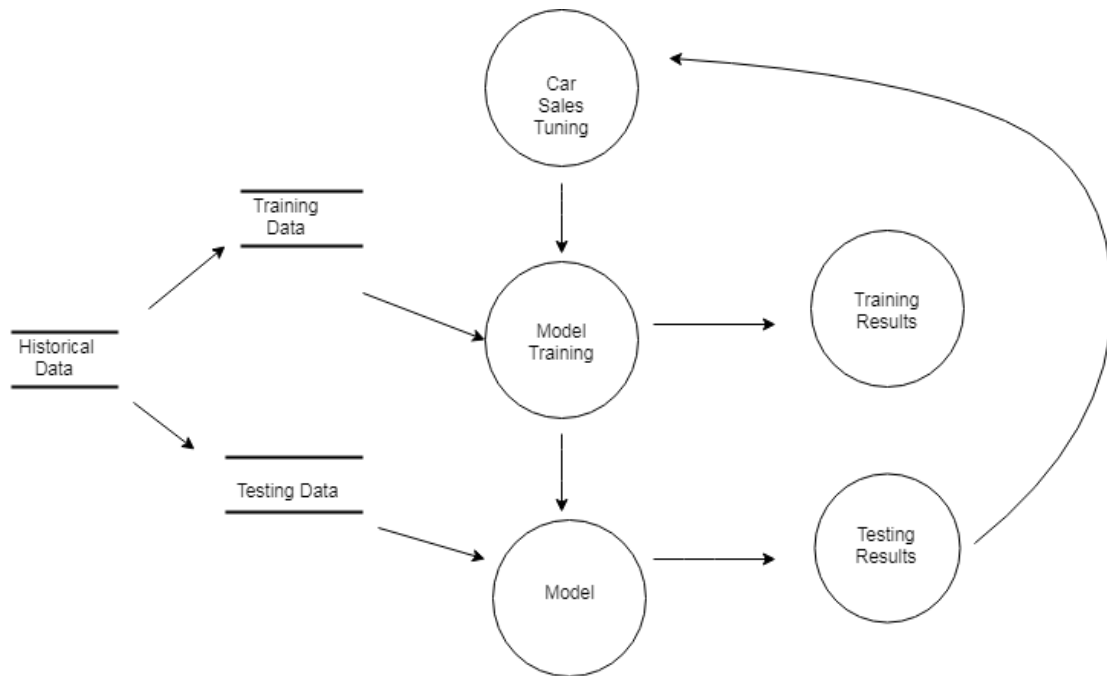 Car
Sales
Tuning
Training
Data
Historical
Data
Model
Training
Training
Results
Testing Data
Testing
Results
Model